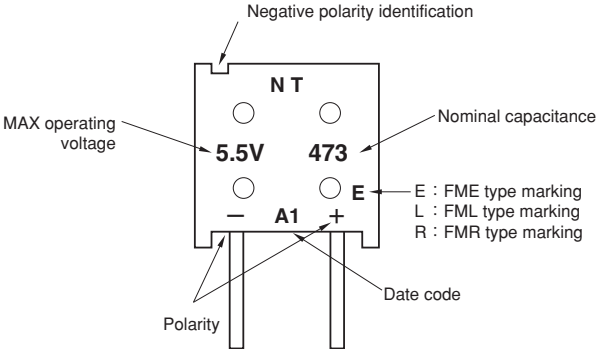 Negative polarity identification
N T
MAX operating
voltage
5.5V
473
Nominal capacitance
E
E : FME type marking
L : FML type marking
R : FMR type marking
− A1 +
Date code
Polarity